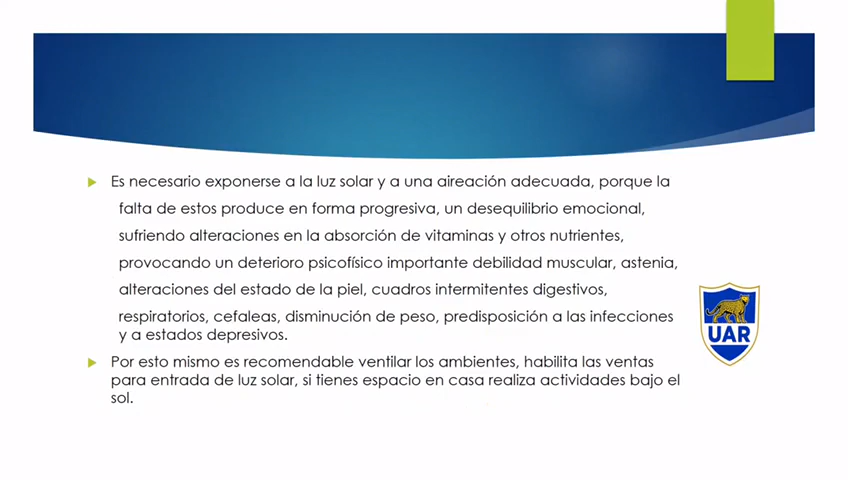 Es necesario exponerse a la luz solar y a una aireación adecuada, porque la
falta de estos produce en forma progresiva, un desequilibrio emocional,
sufriendo alteraciones en la absorción de vitaminas y otros nutrientes,
provocando un deterioro psicofísico importante debilidad muscular, astenia,
alteraciones del estado de la piel, cuadros intermitentes digestivos,
respiratorios, cefaleas, disminución de peso, predisposición a las infecciones
y a estados depresivos.
Por esto mismo es recomendable ventilar los ambientes, habilita las ventas
para entrada de luz solar, si tienes espacio en casa realiza actividades bajo el
sol.
UAR